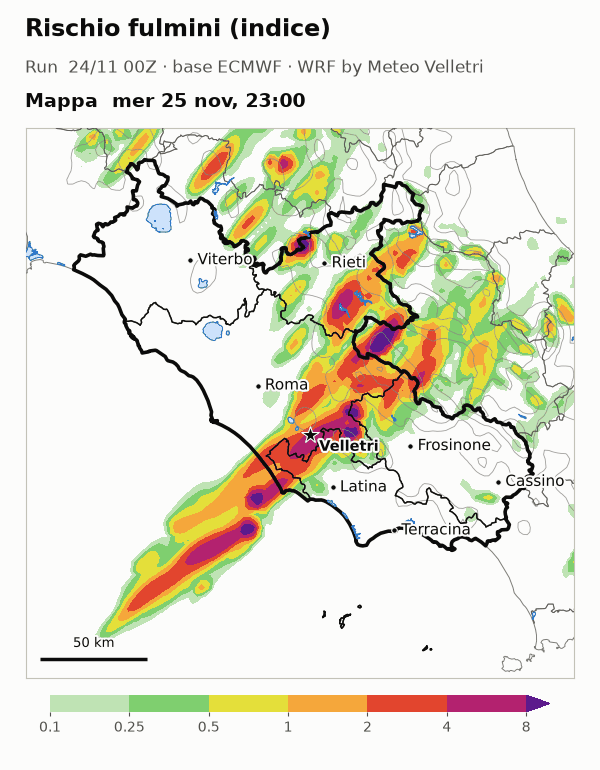 Rischio fulmini (indice)
Run  24/11 00Z · base ECMWF · WRF by Meteo Velletri
Mappa  mer 25 nov, 23:00
Viterbo
Rieti
Roma
Velletri
Frosinone
Latina
Cassino
Terracina
50 km
0.1 0.25 0.5 1 2 4 8